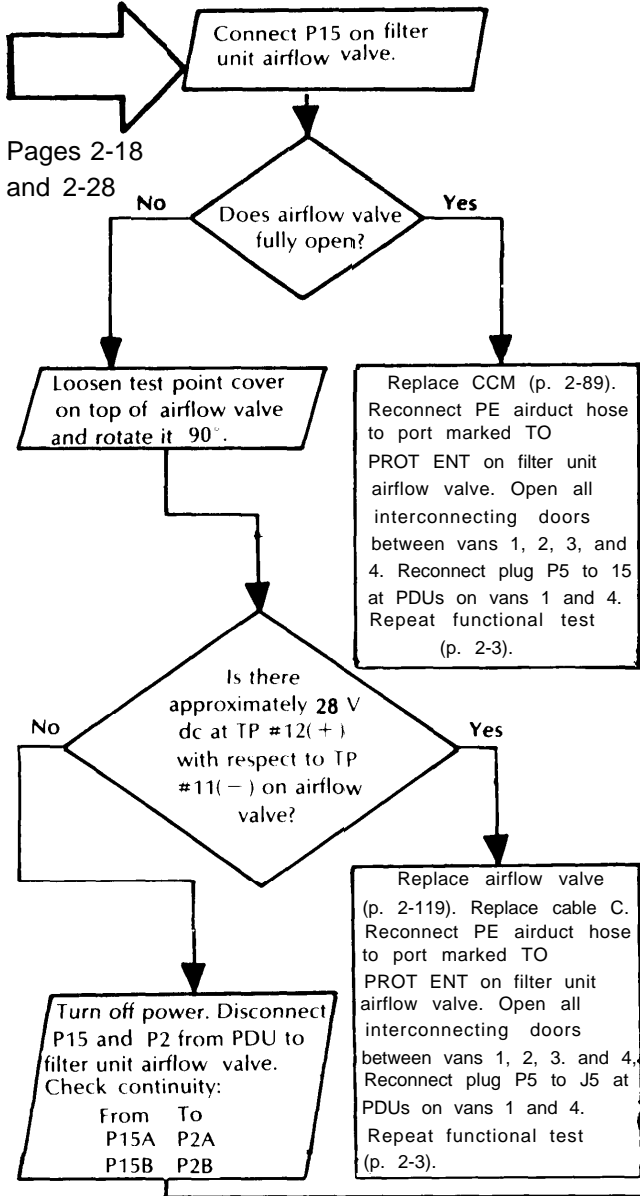 Connect P15 on filter
unit airflow valve.
Pages 2-18
and 2-28
No
Does airflow valve
fully open?
Yes
Loosen test point cover
on top of airflow valve
and rotate it 90°.
Replace CCM (p. 2-89).
Reconnect PE airduct hose
to port marked TO
PROT ENT on filter unit
airflow valve. Open all
interconnecting doors
between vans 1, 2, 3, and
4. Reconnect plug P5 to 15
at PDUs on vans 1 and 4.
Repeat functional test
(p. 2-3).
No
Is there
approximately 28 V
dc at TP #12(+)
with respect to TP
#11(−) on airflow
valve?
Yes
Turn off power. Disconnect
P15 and P2 from PDU to
filter unit airflow valve.
Check continuity:
From To
P15A P2A
P15B P2B
Replace airflow valve
(p. 2-119). Replace cable C.
Reconnect PE airduct hose
to port marked TO
PROT ENT on filter unit
airflow valve. Open all
interconnecting doors
between vans 1, 2, 3. and 4,
Reconnect plug P5 to J5 at
PDUs on vans 1 and 4.
Repeat functional test
(p. 2-3).